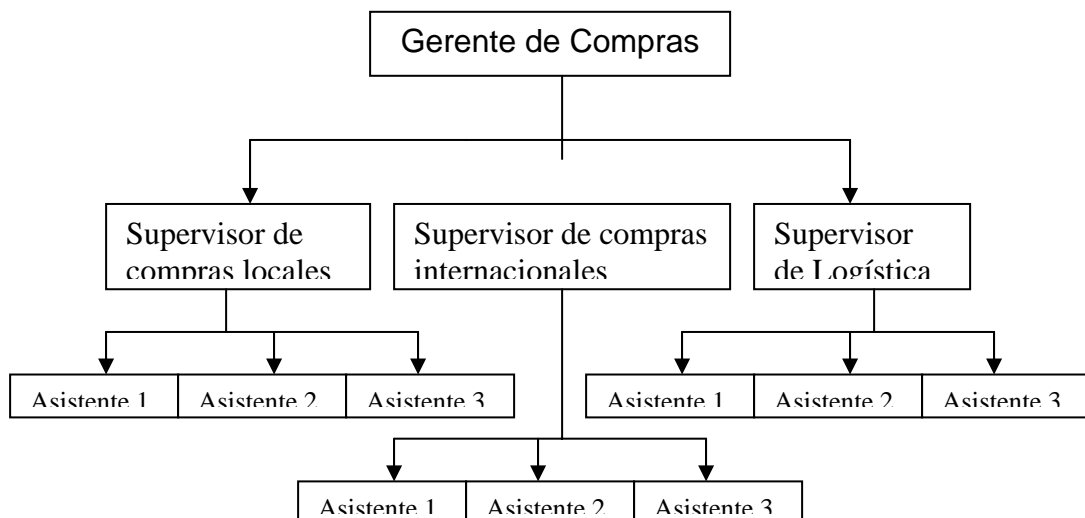 Gerente de Compras
Supervisor de
compras locales
Supervisor de compras
internacionales
Supervisor
de Logística
Asistente 1
Asistente 2
Asistente 3
Asistente 1
Asistente 2
Asistente 3
Asistente 1
Asistente 2
Asistente 3